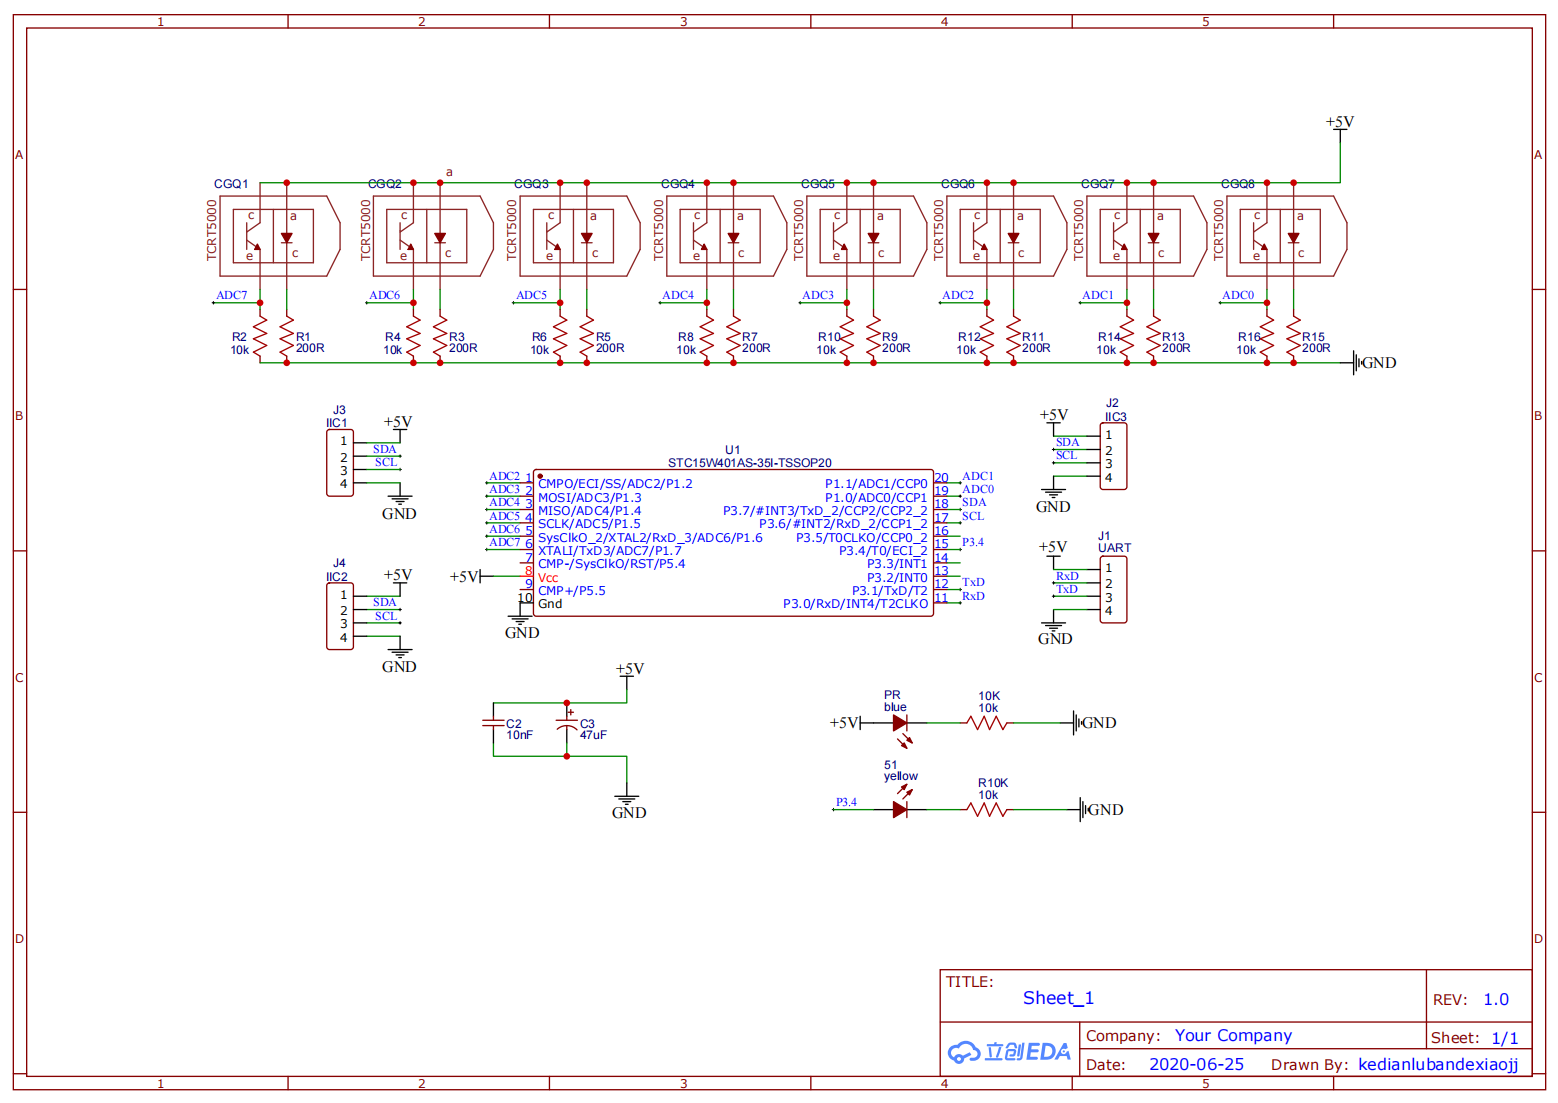 1 2 3 4 5
A A
+5V
CGQ1 CGQ2 a CGQ3 CGQ4 CGQ5 CGQ6 CGQ7 CGQ8
TCRT5000 c a e c
TCRT5000 c e c
TCRT5000 c a e c
TCRT5000 c a e c
TCRT5000 c a e c
TCRT5000 c a e c
TCRT5000 c a e c
TCRT5000 c a e c
ADC7 ADC6 ADC5 ADC4 ADC3 ADC2 ADC1 ADC0
R2 R1 R4 R3 R6 R5 R8 R7 R10 R9 R12 R11 R14 R13 R16 R15
10k 200R 10k 200R 10k 200R 10k 200R 10k 200R 10k 200R 10k 200R 10k 200R
GND
B B
J3
IIC1
+5V
1
2 SDA
3 SCL
4
GND
J2
IIC3
+5V
1
SDA 2
SCL 3
4
GND
U1
STC15W401AS-35I-TSSOP20
ADC2 1 CMPO/ECI/SS/ADC2/P1.2 P1.1/ADC1/CCP0 20 ADC1
ADC3 2 MOSI/ADC3/P1.3 P1.0/ADC0/CCP1 19 ADC0
ADC4 3 MISO/ADC4/P1.4 P3.7/#INT3/TxD_2/CCP2/CCP2_2 18 SDA
ADC5 4 SCLK/ADC5/P1.5 P3.6/#INT2/RxD_2/CCP1_2 17 SCL
ADC6 5 SysClkO_2/XTAL2/RxD_3/ADC6/P1.6 P3.5/T0CLKO/CCP0_2 16
ADC7 6 XTALI/TxD3/ADC7/P1.7 P3.4/T0/ECI_2 15 P3.4
7 CMP-/SysClkO/RST/P5.4 P3.3/INT1 14
+5V 8 Vcc P3.2/INT0 13
9 CMP+/P5.5 P3.1/TxD/T2 12 TxD
10 Gnd P3.0/RxD/INT4/T2CLKO 11 RxD
GND
J1
UART
+5V
1
RxD 2
TxD 3
4
GND
J4
IIC2
+5V
1
2 SDA
3 SCL
4
GND
C C
+5V
C2
10nF
+
C3
47uF
GND
PR
blue
10K
10k
+5V GND
51
yellow
R10K
10k
P3.4 GND
D D
TITLE:
Sheet_1
REV: 1.0
立创EDA
Company: Your Company
Sheet: 1/1
Date: 2020-06-25 Drawn By: kedianlubandexiaojj
1 2 3 4 5